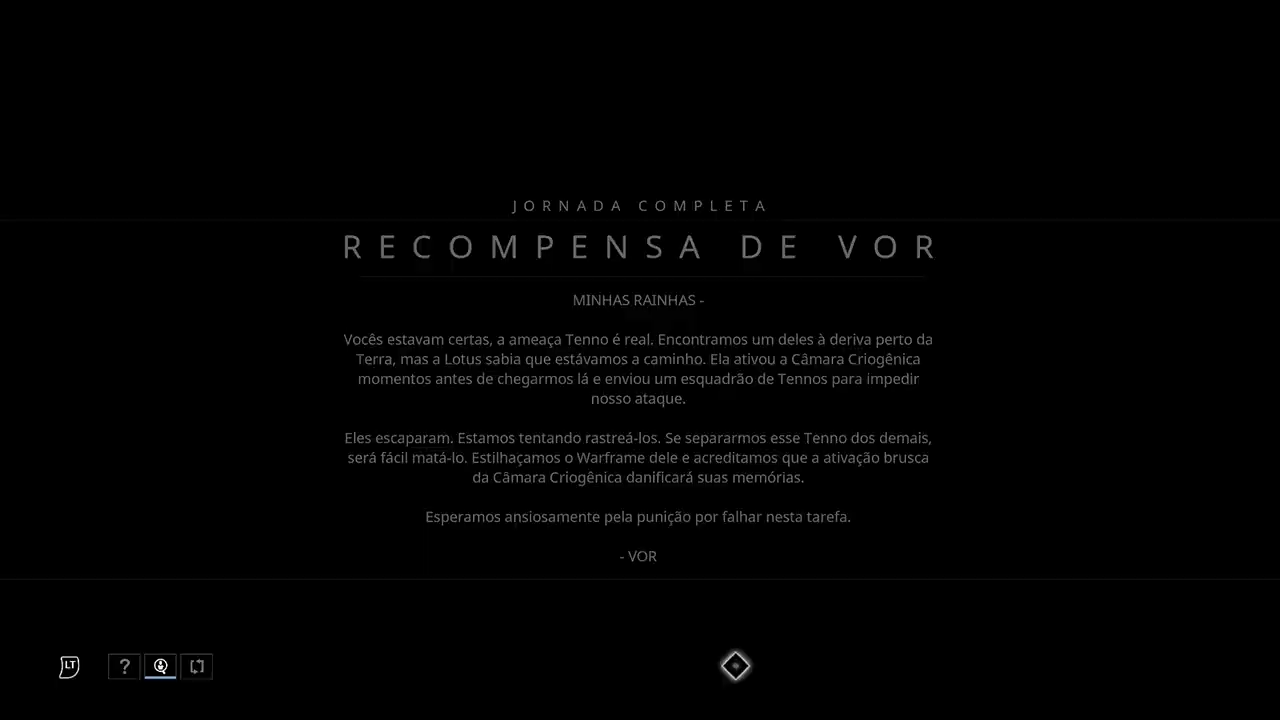 JORNADA COMPLETA
RECOMPENSA DE VOR
MINHAS RAINHAS -
Vocês estavam certas, a ameaça Tenno é real. Encontramos um deles à deriva perto da
Terra, mas a Lotus sabia que estávamos a caminho. Ela ativou a Câmara Criogênica
momentos antes de chegarmos lá e enviou um esquadrão de Tennos para impedir
nosso ataque.
Eles escaparam. Estamos tentando rastreá-los. Se separarmos esse Tenno dos demais,
será fácil matá-lo. Estilhaçamos o Warframe dele e acreditamos que a ativação brusca
da Câmara Criogênica danificará suas memórias.
Esperamos ansiosamente pela punição por falhar nesta tarefa.
- VOR
LT ?